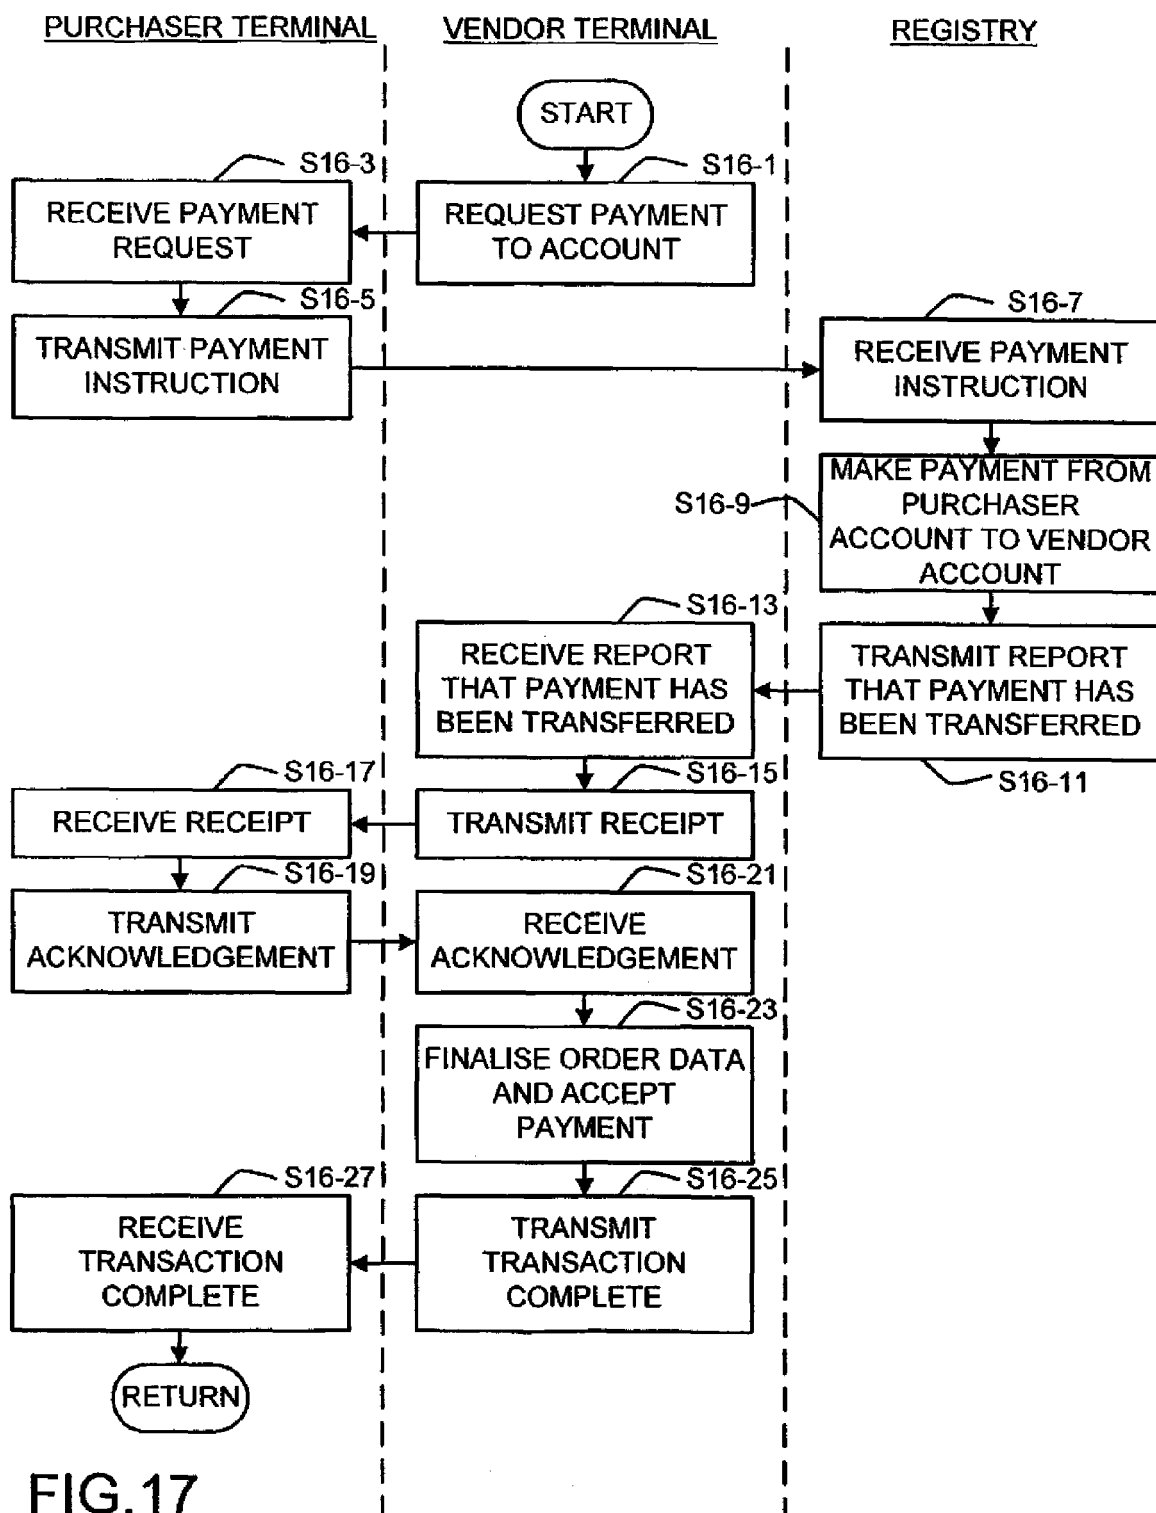 PURCHASER TERMINAL
VENDOR TERMINAL
REGISTRY
START
S16-3
S16-1
RECEIVE PAYMENT
REQUEST
REQUEST PAYMENT
TO ACCOUNT
S16-5
S16-7
TRANSMIT PAYMENT
INSTRUCTION
RECEIVE PAYMENT
INSTRUCTION
S16-9
MAKE PAYMENT FROM
PURCHASER
ACCOUNT TO VENDOR
ACCOUNT
S16-13
RECEIVE REPORT
THAT PAYMENT HAS
BEEN TRANSFERRED
TRANSMIT REPORT
THAT PAYMENT HAS
BEEN TRANSFERRED
S16-11
S16-17
S16-15
RECEIVE RECEIPT
TRANSMIT RECEIPT
S16-19
S16-21
TRANSMIT
ACKNOWLEDGEMENT
RECEIVE
ACKNOWLEDGEMENT
S16-23
FINALISE ORDER DATA
AND ACCEPT
PAYMENT
S16-27
S16-25
RECEIVE
TRANSACTION
COMPLETE
TRANSMIT
TRANSACTION
COMPLETE
RETURN
FIG.17